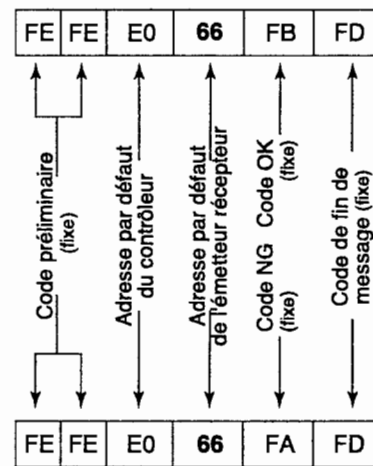 FE FE E0 66 FB FD
Code préliminaire
(fixe)
Adresse par défaut
du contrôleur
Adresse par défaut
de l'émetteur récepteur
Code NG Code OK
(fixe) (fixe)
Code de fin de
message (fixe)
FE FE E0 66 FA FD